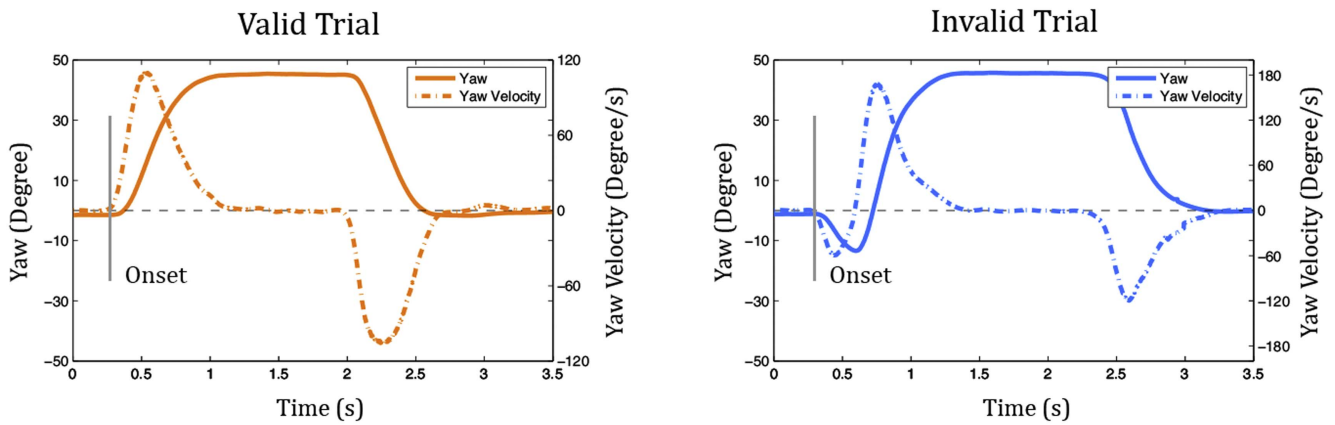 Valid Trial
50
30
10
-10
-30
-50
Yaw (Degree)
120
60
0
-60
-120
Yaw Velocity (Degree/s)
Yaw
Yaw Velocity
Onset
0
0.5
1
1.5
2
2.5
3
3.5
Time (s)
Invalid Trial
50
30
10
-10
-30
-50
Yaw (Degree)
180
120
60
0
-60
-120
-180
Yaw Velocity (Degree/s)
Yaw
Yaw Velocity
Onset
0
0.5
1
1.5
2
2.5
3
3.5
Time (s)